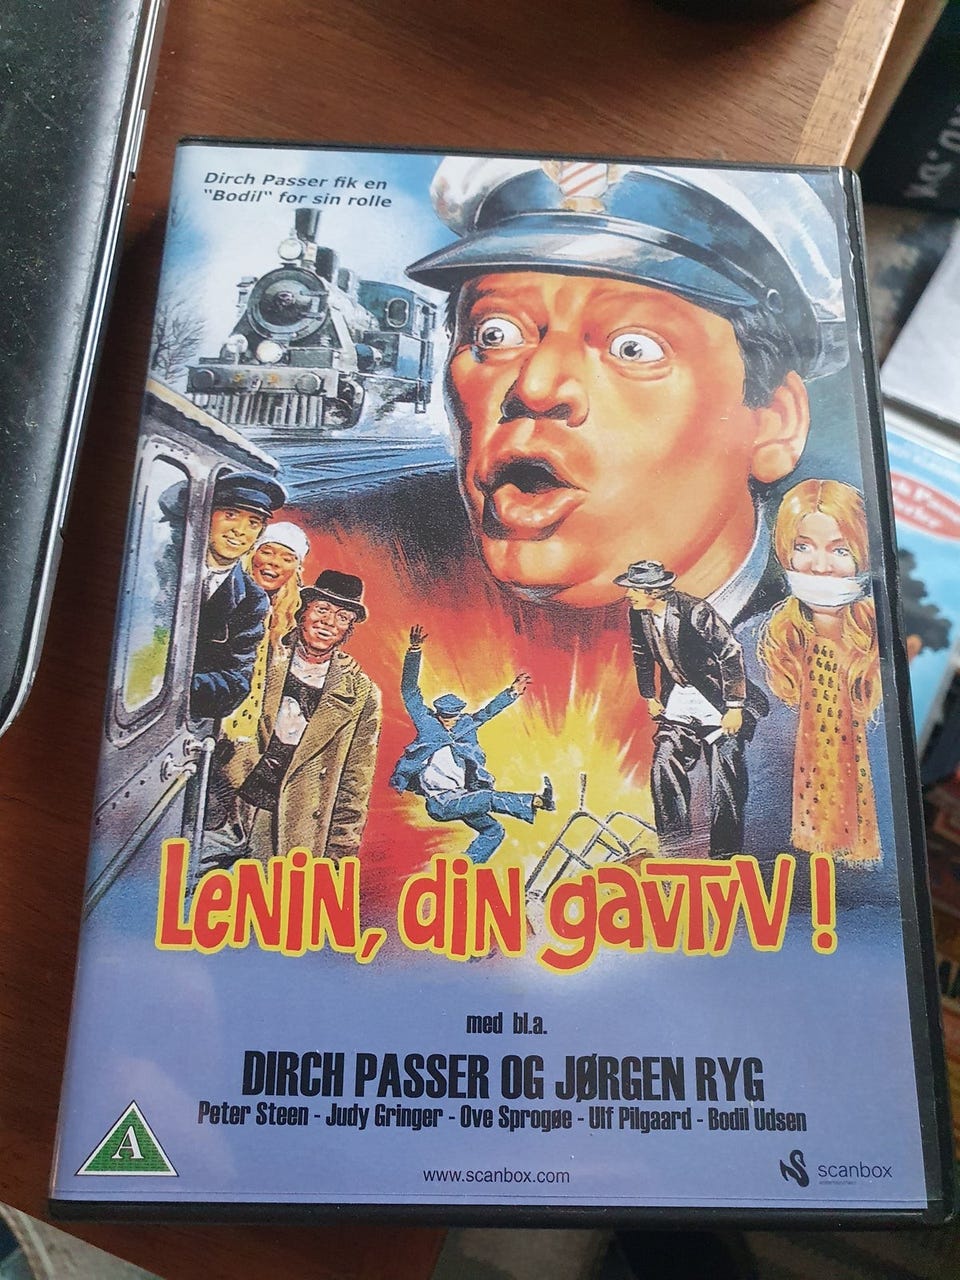 Dirch Passer fik en
"Bodil" for sin rolle
LENIN, diN gavTyV!
med bl.a.
DIRCH PASSER OG JØRGEN RYG
Peter Steen - Judy Gringer - Ove Sprogøe - Ulf Pilgaard - Bodil Udsen
A
www.scanbox.com
scanbox